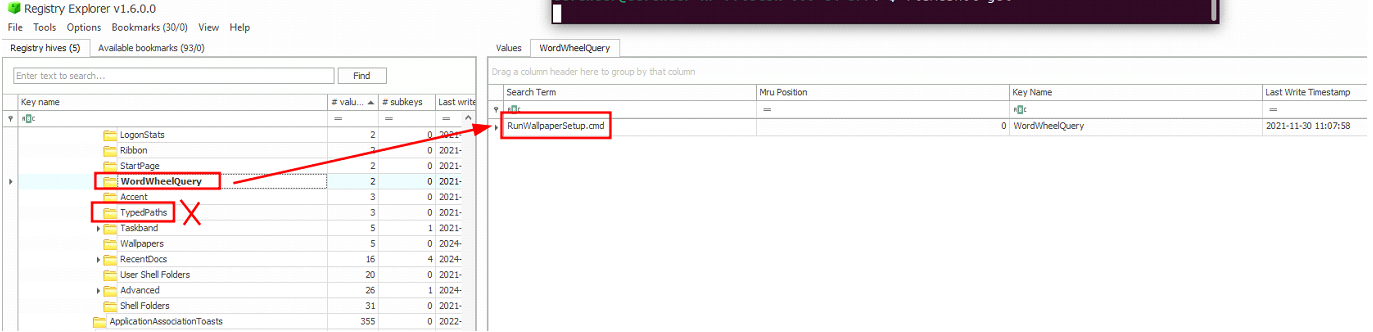 Registry Explorer v1.6.0.0
File Tools Options Bookmarks (30/0) View Help
Registry hives (5) Available bookmarks (93/0)
Enter text to search... Find
Key name # valu... # subkeys Last write
= =
LogonStats 2 0 2021-
Ribbon 2 0 2021-
StartPage 2 0 2021-
WordWheelQuery 2 0 2021-
Accent 3 0 2021-
TypedPaths 3 0 2021-
Taskband 5 1 2021-
Wallpapers 5 0 2024-
RecentDocs 16 4 2024-
User Shell Folders 20 0 2021-
Advanced 26 1 2024-
Shell Folders 31 0 2021-
ApplicationAssociationToasts 355 0 2022-
Values WordWheelQuery
Drag a column header here to group by that column
Search Term Mru Position Key Name Last Write Timestamp
= =
RunWallpaperSetup.cmd 0 WordWheelQuery 2021-11-30 11:07:58